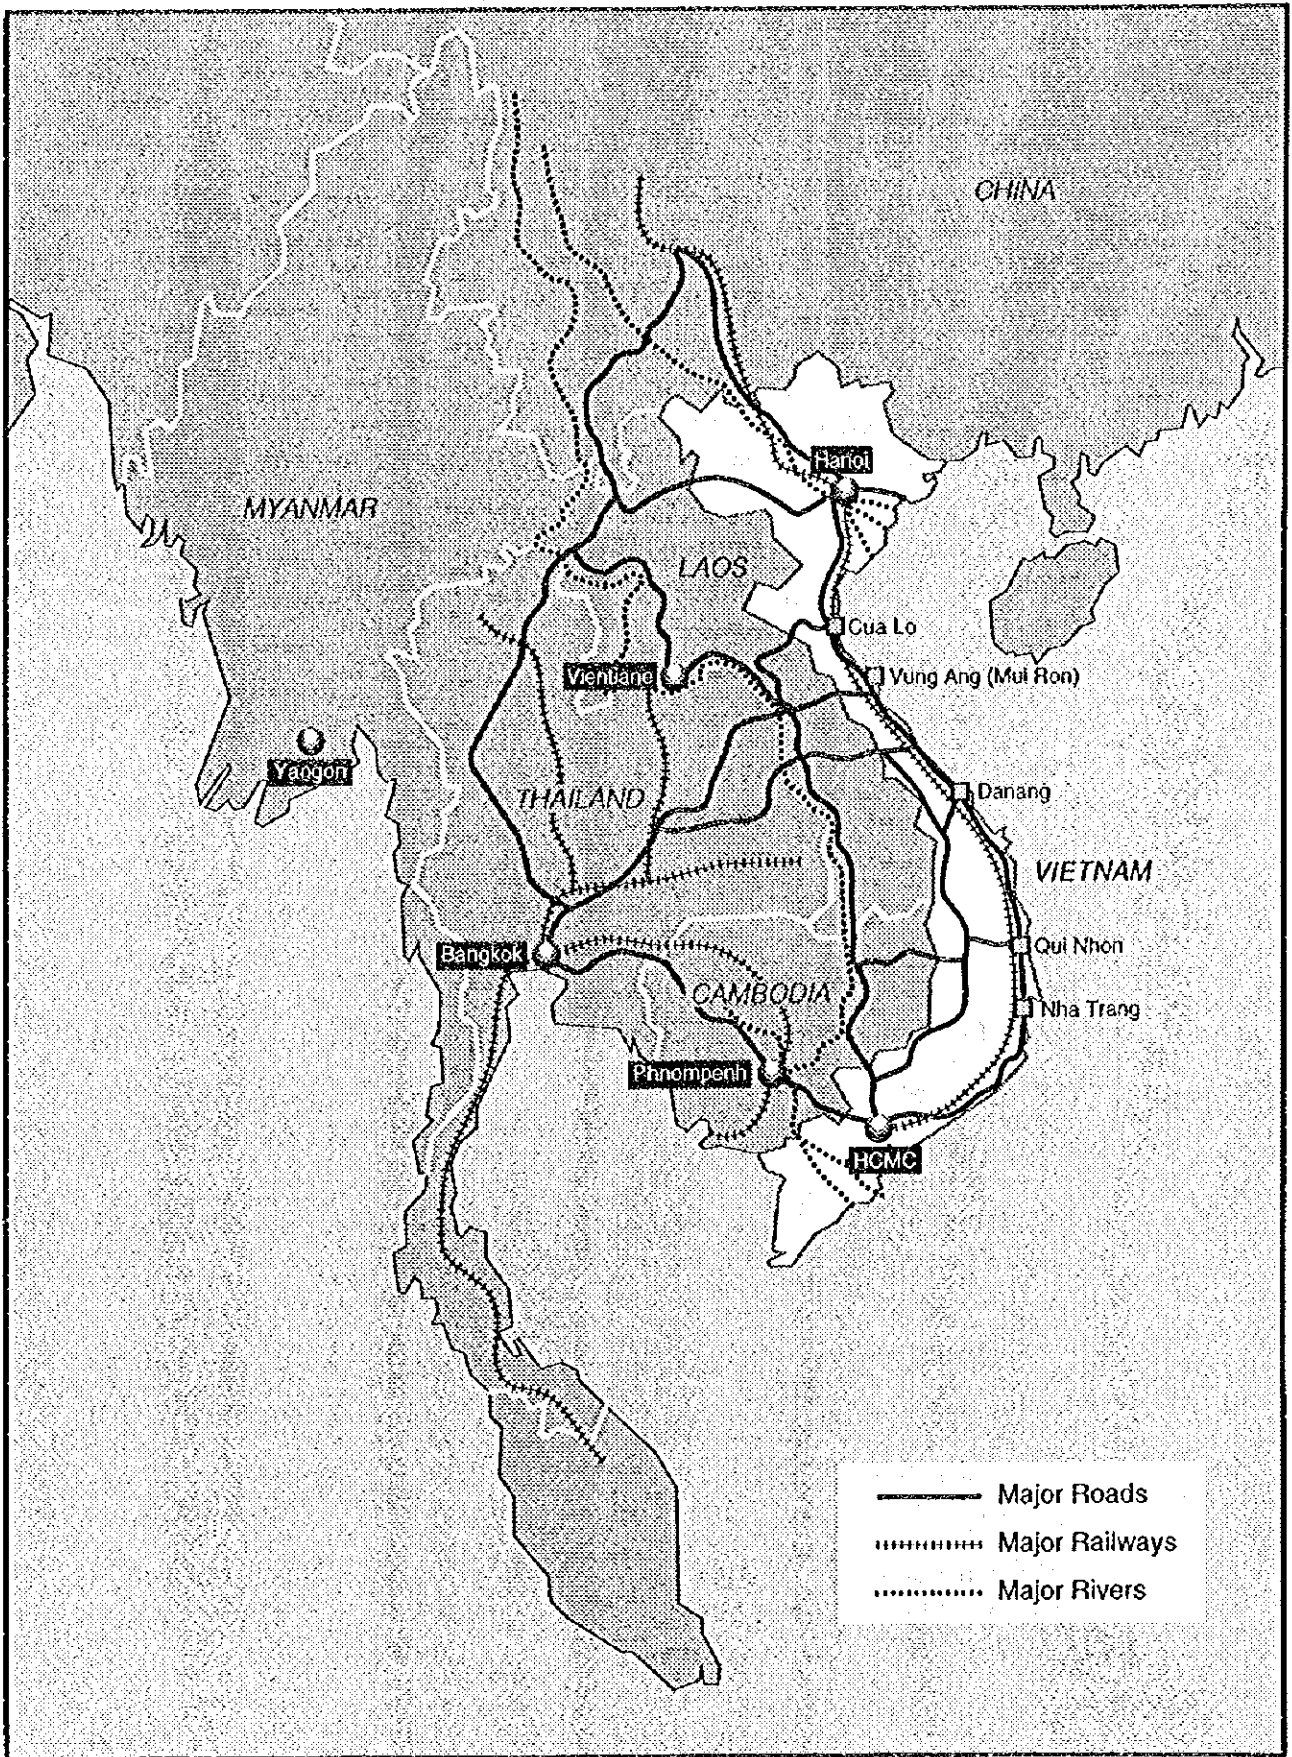 CHINA
Hanoi
MYANMAR
LAOS
Cua Lo
Vientiane
Vung Ang (Mui Ron)
Yangon
THAILAND
Danang
VIETNAM
Bangkok
Qui Nhon
CAMBODIA
Nha Trang
Phnompenh
HCMC
Major Roads
Major Railways
Major Rivers